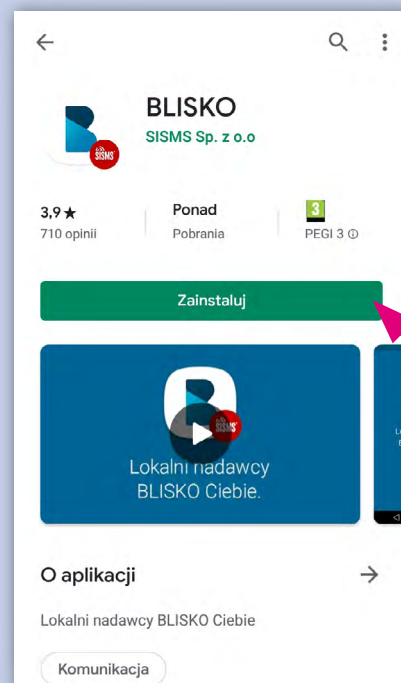 BLISKO
SISMS Sp. z o.o
SISMS
3,9 ★
710 opinii
Ponad
Pobrania
3
PEGI 3
Zainstaluj
SISMS
Lokalni nadawcy
BLISKO Ciebie.
O aplikacji
Lokalni nadawcy BLISKO Ciebie
Komunikacja